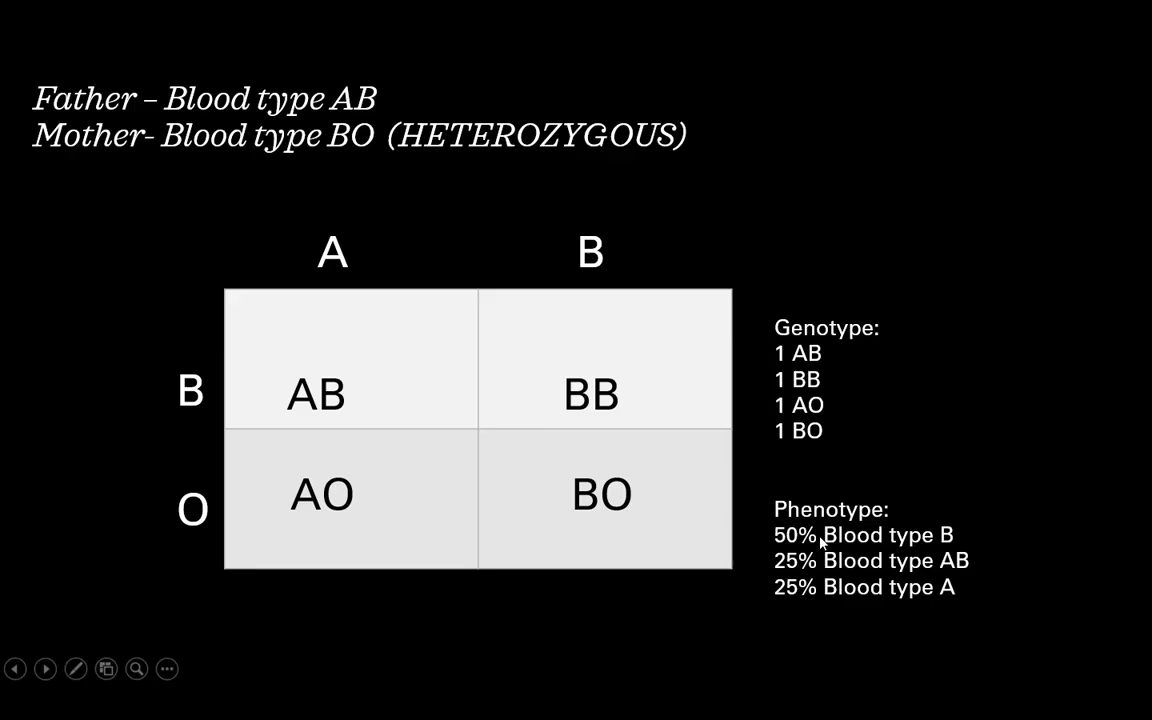 Father – Blood type AB
Mother- Blood type BO (HETEROZYGOUS)
A B
B AB BB
O AO BO
Genotype:
1 AB
1 BB
1 AO
1 BO
Phenotype:
50% Blood type B
25% Blood type AB
25% Blood type A